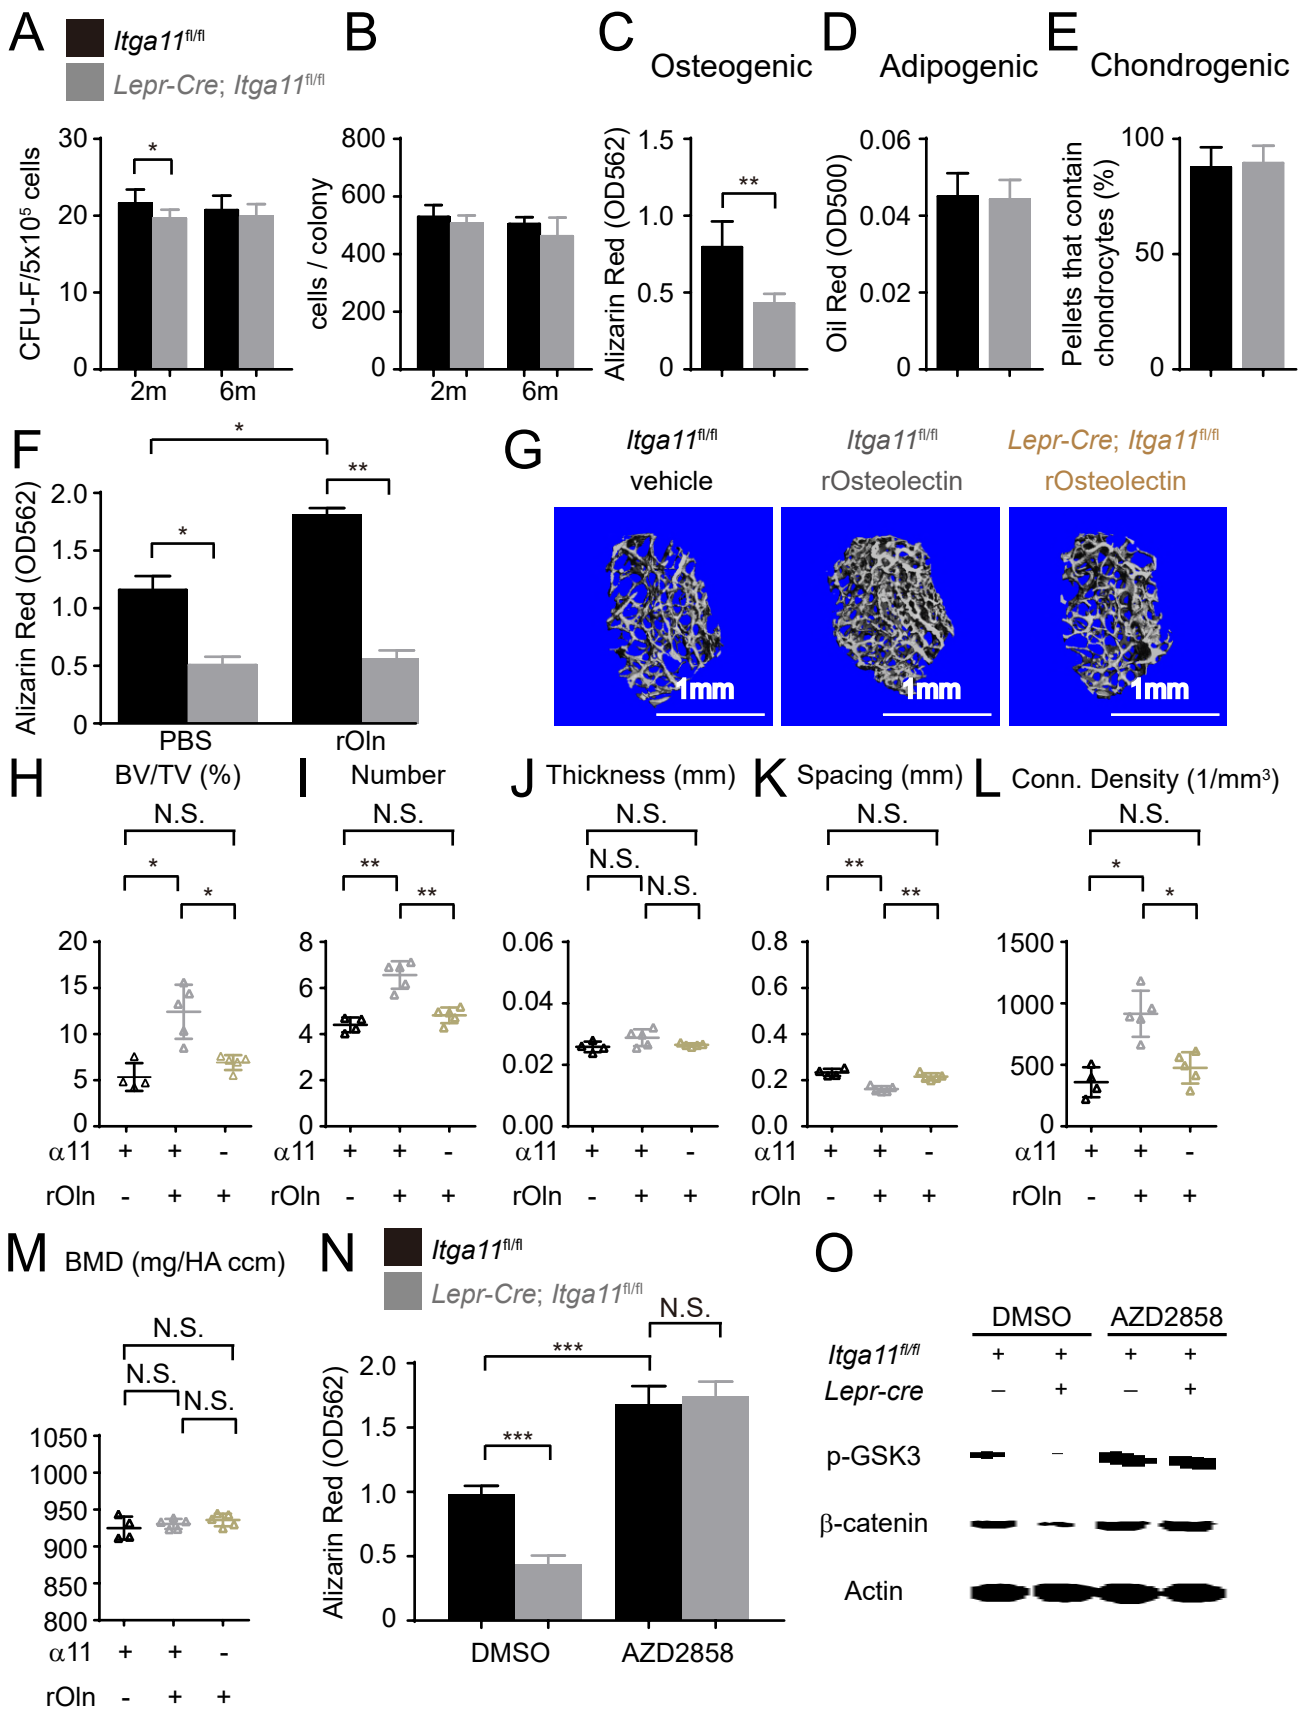 A
Itga11fl/fl
Lepr-Cre; Itga11fl/fl
B
C
Osteogenic
D
Adipogenic
E
Chondrogenic
CFU-F/5x10⁵ cells
30
20
10
0
*
2m
6m
cells / colony
800
600
400
200
0
2m
6m
Alizarin Red (OD562)
1.5
1.0
0.5
0
**
Oil Red (OD500)
0.06
0.04
0.02
0
Pellets that contain
chondrocytes (%)
100
50
0
F
Alizarin Red (OD562)
2.0
1.5
1.0
0.5
0
*
*
**
PBS
rOln
G
Itga11fl/fl
vehicle
Itga11fl/fl
rOsteolectin
Lepr-Cre; Itga11fl/fl
rOsteolectin
1mm
1mm
1mm
H
BV/TV (%)
N.S.
*
*
20
15
10
5
0
α11 + + -
rOln - + +
I
Number
N.S.
**
**
8
6
4
2
0
α11 + + -
rOln - + +
J
Thickness (mm)
N.S.
N.S.
N.S.
0.06
0.04
0.02
0.00
α11 + + -
rOln - + +
K
Spacing (mm)
N.S.
**
**
0.8
0.6
0.4
0.2
0.0
α11 + + -
rOln - + +
L
Conn. Density (1/mm³)
N.S.
*
*
1500
1000
500
0
α11 + + -
rOln - + +
M
BMD (mg/HA ccm)
N.S.
N.S.
N.S.
1050
1000
950
900
850
800
α11 + + -
rOln - + +
N
Itga11fl/fl
Lepr-Cre; Itga11fl/fl
Alizarin Red (OD562)
2.0
1.5
1.0
0.5
0
***
***
N.S.
DMSO
AZD2858
O
DMSO AZD2858
Itga11fl/fl + + + +
Lepr-cre – + – +
p-GSK3
β-catenin
Actin